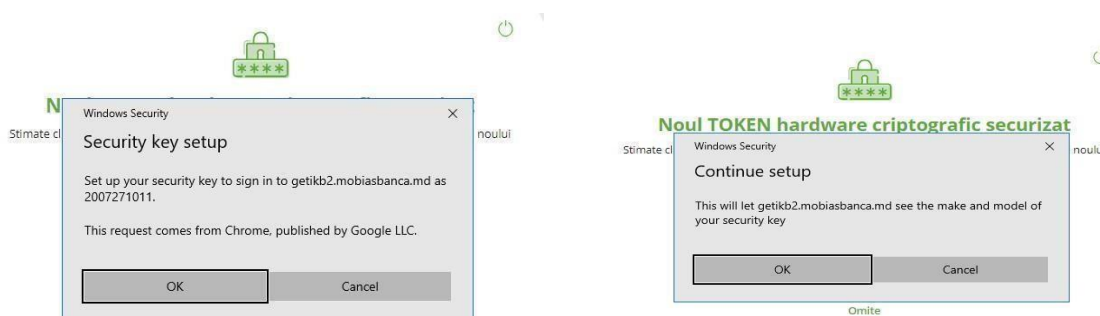 ****
N
Stimate cl
nouluî
Windows Security
Security key setup
Set up your security key to sign in to getikb2.mobiasbanca.md as
2007271011.
This request comes from Chrome, published by Google LLC.
OK Cancel
****
Noul TOKEN hardware criptografic securizat
Stimate cl
noulu
Windows Security
Continue setup
This will let getikb2.mobiasbanca.md see the make and model of
your security key
OK Cancel
Omite